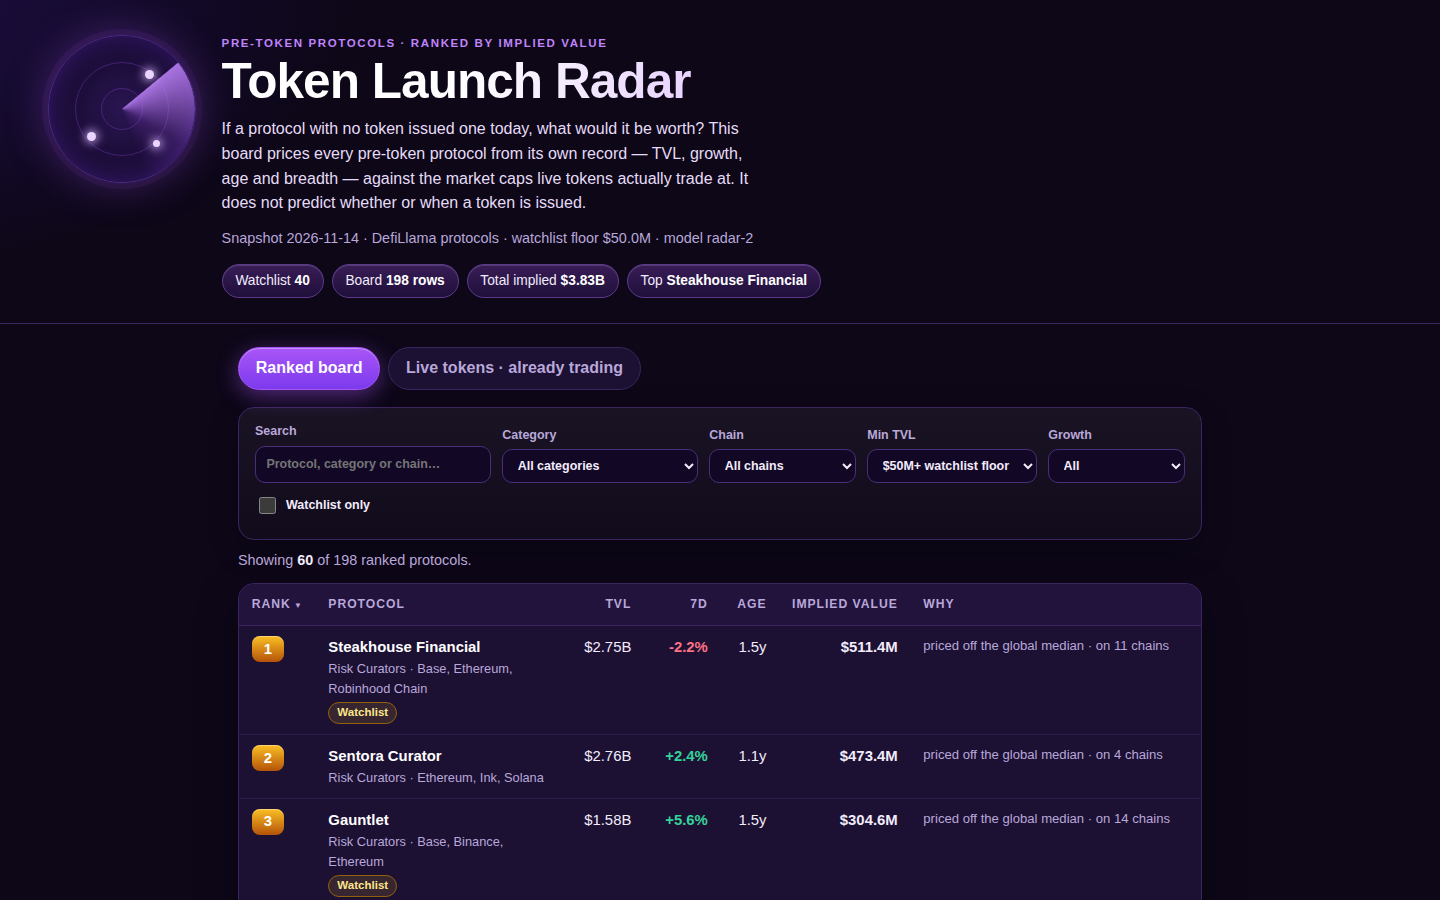 PRE-TOKEN PROTOCOLS · RANKED BY IMPLIED VALUE
Token Launch Radar
If a protocol with no token issued one today, what would it be worth? This
board prices every pre-token protocol from its own record — TVL, growth,
age and breadth — against the market caps live tokens actually trade at. It
does not predict whether or when a token is issued.
Snapshot 2026-11-14 · DefiLlama protocols · watchlist floor $50.0M · model radar-2
Watchlist 40 Board 198 rows Total implied $3.83B Top Steakhouse Financial
Ranked board Live tokens · already trading
Search Category Chain Min TVL Growth
Protocol, category or chain… All categories All chains $50M+ watchlist floor All
Watchlist only
Showing 60 of 198 ranked protocols.
RANK ▼ PROTOCOL TVL 7D AGE IMPLIED VALUE WHY
1 Steakhouse Financial $2.75B -2.2% 1.5y $511.4M priced off the global median · on 11 chains
Risk Curators · Base, Ethereum,
Robinhood Chain
Watchlist
2 Sentora Curator $2.76B +2.4% 1.1y $473.4M priced off the global median · on 4 chains
Risk Curators · Ethereum, Ink, Solana
3 Gauntlet $1.58B +5.6% 1.5y $304.6M priced off the global median · on 14 chains
Risk Curators · Base, Binance,
Ethereum
Watchlist